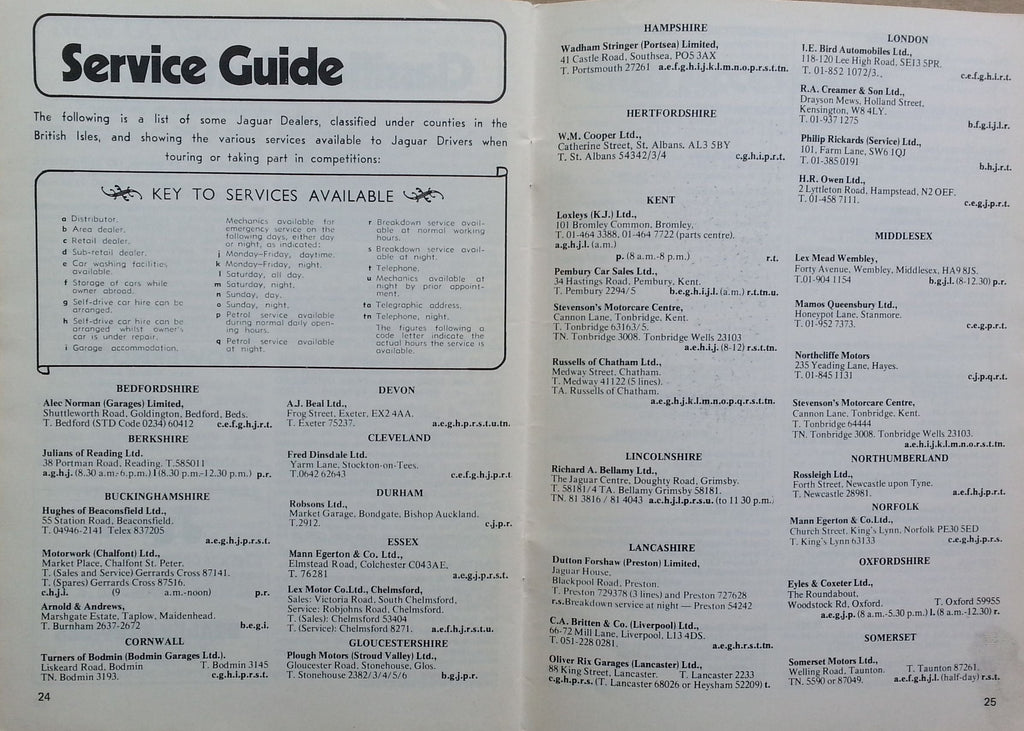 Service Guide
The following is a list of some Jaguar Dealers, classified under counties in the
British Isles, and showing the various services available to Jaguar Drivers when
touring or taking part in competitions:
KEY TO SERVICES AVAILABLE
a Distributor.
b Area dealer.
c Retail dealer.
d Sub-retail dealer.
e Car washing facilities
available.
f Storage of cars while
owner abroad.
g Self-drive car hire can be
arranged.
h Self-drive car hire can be
arranged whilst owner's
car is under repair.
i Garage accommodation.
Mechanics available for
emergency service on the
following days, either day
or night, as indicated:
j Monday-Friday, daytime.
k Monday-Friday, night.
l Saturday, all day.
m Saturday, night.
n Sunday, day.
o Sunday, night.
p Petrol service available
during normal daily open-
ing hours.
q Petrol service available
at night.
r Breakdown service avail-
able at normal working
hours.
s Breakdown service avail-
able at night.
t Telephone.
u Mechanics available at
night by prior appoint-
ment.
ta Telegraphic address.
tn Telephone, night.
The figures following a
code letter indicate the
actual hours the service is
available.
BEDFORDSHIRE
Alec Norman (Garages) Limited,
Shuttleworth Road, Goldington, Bedford, Beds.
T. Bedford (STD Code 0234) 60412 c.e.f.g.h.j.r.t.
BERKSHIRE
Julians of Reading Ltd.
38 Portman Road, Reading. T.585011
a.g.h.j. (8.30 a.m.-6 p.m.) l (8.30 p.m.-12.30 p.m.) p.r.
BUCKINGHAMSHIRE
Hughes of Beaconsfield Ltd.,
55 Station Road, Beaconsfield.
T. 04946-2141 Telex 837205
a.e.g.h.j.p.r.s.t.
Motorwork (Chalfont) Ltd.,
Market Place, Chalfont St. Peter.
T. (Sales and Service) Gerrards Cross 87141.
T. (Spares) Gerrards Cross 87516.
c.h.j.l. (9 a.m.-noon) p.r.
Arnold & Andrews,
Marshgate Estate, Taplow, Maidenhead.
T. Burnham 2637-2672 b.e.g.i.
CORNWALL
Turners of Bodmin (Bodmin Garages Ltd.).
Liskeard Road, Bodmin T. Bodmin 3145
TN. Bodmin 3193. c.g.h.i.p.r.s.t.
24
DEVON
A.J. Beal Ltd.,
Frog Street, Exeter, EX2 4AA.
T. Exeter 75237. a.e.g.h.p.r.s.t.u.tn.
CLEVELAND
Fred Dinsdale Ltd.
Yarm Lane, Stockton-on-Tees.
T.0642 62643 c.e.f.g.h.j.p.r.t
DURHAM
Robsons Ltd.,
Market Garage, Bondgate, Bishop Auckland.
T.2912. c.j.p.r.
ESSEX
Mann Egerton & Co. Ltd.,
Elmstead Road, Colchester C043AE.
T. 76281 a.e.g.j.p.r.s.t.
Lex Motor Co.Ltd., Chelmsford,
Sales: Victoria Road, South Chelmsford.
Service: Robjohns Road, Chelmsford.
T. (Sales): Chelmsford 53404
T. (Service): Chelmsford 8271. a.e.f.h.j.r.s.t.u.
GLOUCESTERSHIRE
Plough Motors (Stroud Valley) Ltd.,
Gloucester Road, Stonehouse, Glos.
T. Stonehouse 2382/3/4/5/6 b.g.j.p.r.
HAMPSHIRE
Wadham Stringer (Portsea) Limited,
41 Castle Road, Southsea, PO5 3AX
T. Portsmouth 27261 a.e.f.g.h.i.j.k.l.m.n.o.p.r.s.t.tn.
HERTFORDSHIRE
W.M. Cooper Ltd.,
Catherine Street, St. Albans. AL3 5BY
T. St. Albans 54342/3/4 c.g.h.i.p.r.t.
KENT
Loxleys (K.J.) Ltd.,
101 Bromley Common, Bromley,
T. 01-464 3388. 01-464 7722 (parts centre).
a.g.h.j.l. (a.m.)
p. (8 a.m.-8 p.m.) r.t.
Pembury Car Sales Ltd.,
34 Hastings Road, Pembury, Kent.
T. Pembury 2294/5 b.e.g.h.i.j.l. (a.m.) r.t.tn.u.
Stevenson's Motorcare Centre,
Cannon Lane, Tonbridge, Kent.
T. Tonbridge 63163/5.
TN. Tonbridge 3008. Tonbridge Wells 23103
a.e.h.i.j. (8-12) r.s.t.tn.
Russells of Chatham Ltd.,
Medway Street, Chatham.
T. Medway 41122 (5 lines).
TA. Russells of Chatham.
a.e.g.h.j.k.l.m.n.o.p.q.r.s.t.tn.
LINCOLNSHIRE
Richard A. Bellamy Ltd.,
The Jaguar Centre, Doughty Road, Grimsby.
T. 58181/4 TA. Bellamy Grimsby 58181.
TN. 81 3816 / 81 4043 a.c.h.j.l.p.r.s.u. (to 11 30 p.m.)
LANCASHIRE
Dutton Forshaw (Preston) Limited,
Jaguar House,
Blackpool Road, Preston.
T. Preston 729378 (3 lines) and Preston 727628
r.s.Breakdown service at night — Preston 54242
C.A. Britten & Co. (Liverpool) Ltd.,
66-72 Mill Lane, Liverpool, L13 4DS.
T. 051-228 0281. a.e.g.h.r.s.t.tn.
Oliver Rix Garages (Lancaster) Ltd.,
88 King Street, Lancaster. T. Lancaster 2233
c.g.h.p.r.s. (T. Lancaster 68026 or Heysham 52209) t.
LONDON
I.E. Bird Automobiles Ltd.,
118-120 Lee High Road, SE13 5PR.
T. 01-852 1072/3.. c.e.f.g.h.i.r.t.
R.A. Creamer & Son Ltd.,
Drayson Mews, Holland Street,
Kensington, W8 4LY.
T. 01-937 1275 b.f.g.i.j.l.r.
Philip Rickards (Service) Ltd.,
101, Farm Lane, SW6 1QJ
T. 01-385 0191 b.h.j.r.t.
H.R. Owen Ltd.,
2 Lyttleton Road, Hampstead, N2 OEF.
T. 01-458 7111. c.e.g.j.p.r.t.
MIDDLESEX
Lex Mead Wembley,
Forty Avenue, Wembley, Middlesex, HA9 8JS.
T. 01-904 1154 b.g.j.l. (8-12.30) p.r.
Mamos Queensbury Ltd.,
Honeypot Lane, Stanmore.
T. 01-952 7373. c.e.g.p.r.t.
Northcliffe Motors
235 Yeading Lane, Hayes.
T. 01-845 1131 c.j.p.q.r.t.
Stevenson's Motorcare Centre,
Cannon Lane, Tonbridge, Kent.
T. Tonbridge 64444
TN. Tonbridge 3008. Tonbridge Wells 23103.
a.e.h.i.k.l.m.n.o.r.s.t.tn.
NORTHUMBERLAND
Rossleigh Ltd.,
Forth Street, Newcastle upon Tyne.
T. Newcastle 28981. a.e.f.h.j.p.r.t.
NORFOLK
Mann Egerton & Co.Ltd.,
Church Street, King's Lynn, Norfolk PE30 5ED
T. King's Lynn 63133 c.e.g.h.j.p.r.s.
OXFORDSHIRE
Eyles & Coxeter Ltd.,
The Roundabout,
Woodstock Rd, Oxford. T. Oxford 59955
a.e.g.j.p. (8 a.m.-5.30 p.m.) l. (8 a.m.-12.30) r.
SOMERSET
Somerset Motors Ltd.,
Welling Road, Taunton. T. Taunton 87261.
TN. 5590 or 87049. a.e.f.g.h.j.l. (half-day) r.s.t.
25